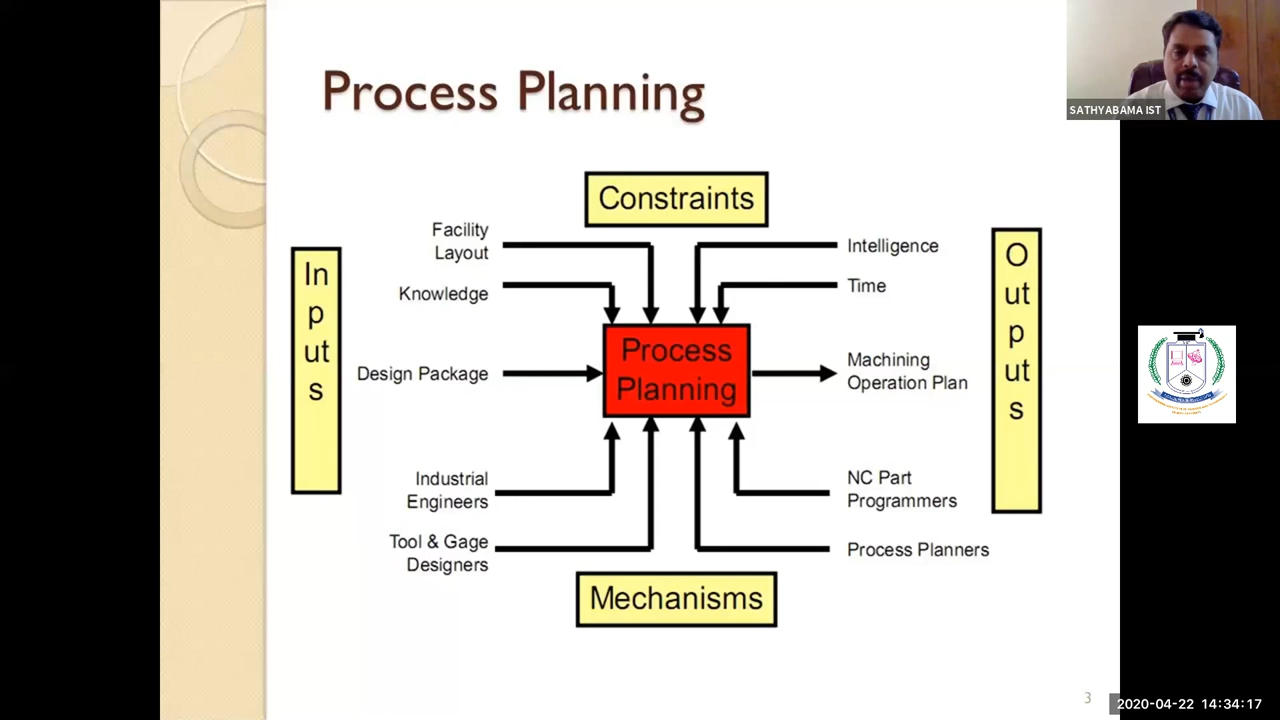 Process Planning
SATHYABAMA IST
Constraints
Facility
Layout
Knowledge
Intelligence
Time
In
p
ut
s
O
ut
p
ut
s
Process
Planning
Design Package
Machining
Operation Plan
Industrial
Engineers
Tool & Gage
Designers
NC Part
Programmers
Process Planners
Mechanisms
3
2020-04-22 14:34:17